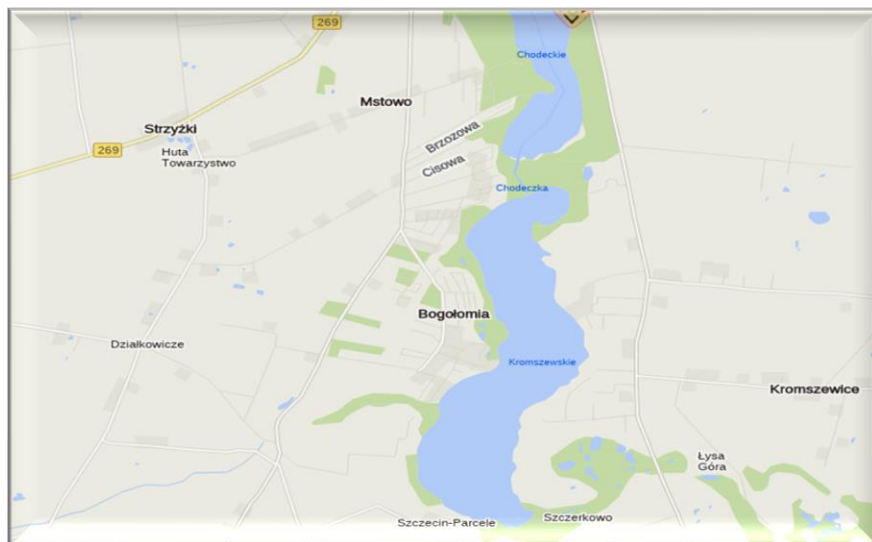 269
Chodeckie
Mstowo
Strzyżki
Brzozowa
269
Huta
Towarzystwo
Cisowa
Chodeczka
Bogołomia
Działkowicze
Kromszewskie
Kromszewice
Łysa
Góra
Szczecin-Parcele
Szczerkowo